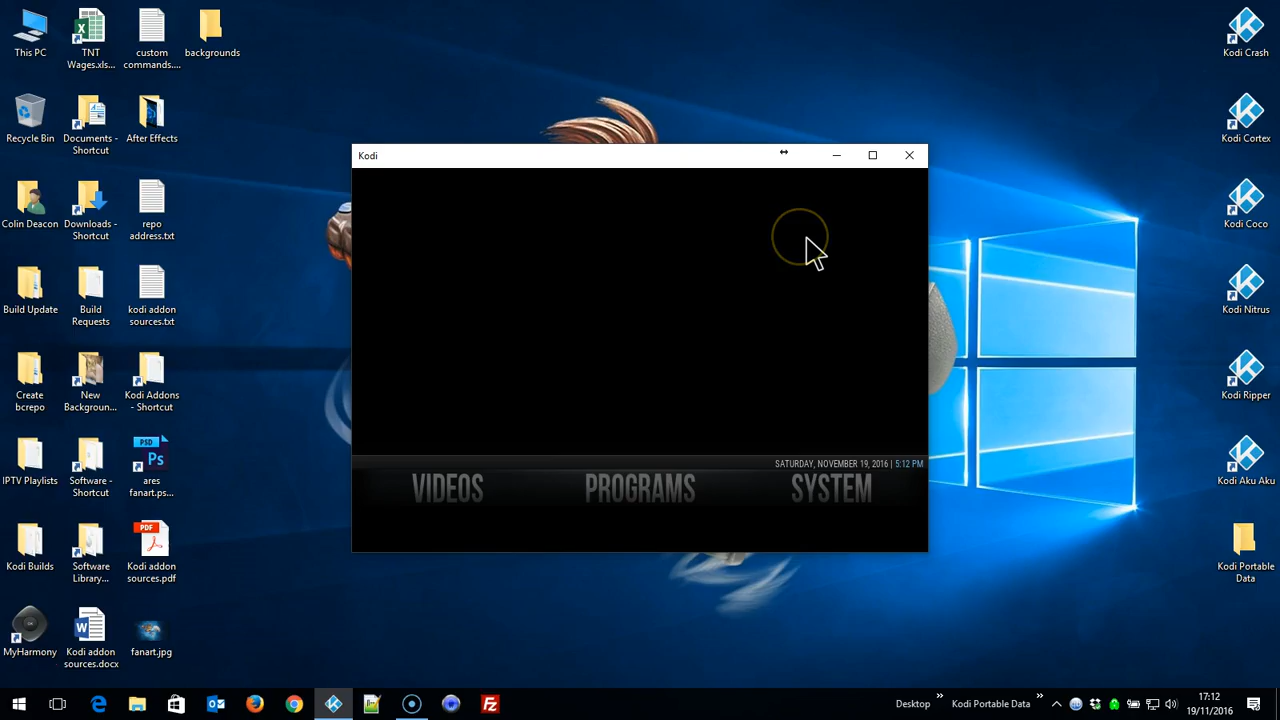 This PC
TNT
Wages.xls...
custom
commands....
backgrounds
Recycle Bin
Documents -
Shortcut
After Effects
Colin Deacon
Downloads -
Shortcut
repo
address.txt
Build Update
Build
Requests
kodi addon
sources.txt
Create
bcrepo
New
Backgroun...
Kodi Addons
- Shortcut
IPTV Playlists
Software -
Shortcut
PSD
Ps
ares
fanart.ps...
Kodi Builds
Software
Library...
PDF
Kodi addon
sources.pdf
MyHarmony
Kodi addon
sources.docx
fanart.jpg
Kodi
SATURDAY, NOVEMBER 19, 2016 | 5:12 PM
VIDEOS
PROGRAMS
SYSTEM
Kodi Crash
Kodi Cortex
Kodi Coco
Kodi Nitrus
Kodi Ripper
Kodi Aku Aku
Kodi Portable
Data
Desktop
Kodi Portable Data
17:12
19/11/2016